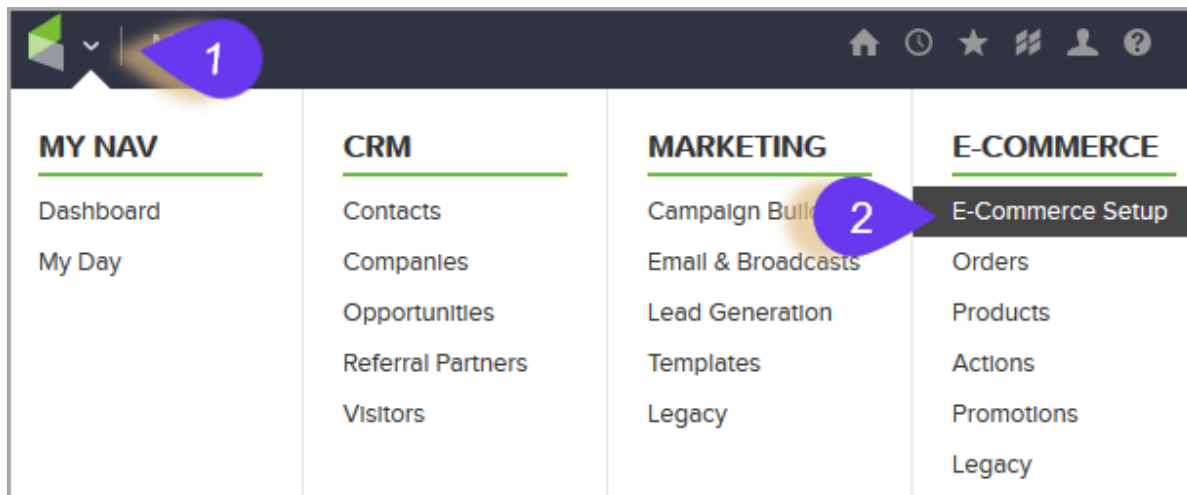 1
MY NAV
Dashboard
My Day
CRM
Contacts
Companies
Opportunities
Referral Partners
Visitors
MARKETING
Campaign
2
Email & Broadcasts
Lead Generation
Templates
Legacy
E-COMMERCE
E-Commerce Setup
Orders
Products
Actions
Promotions
Legacy